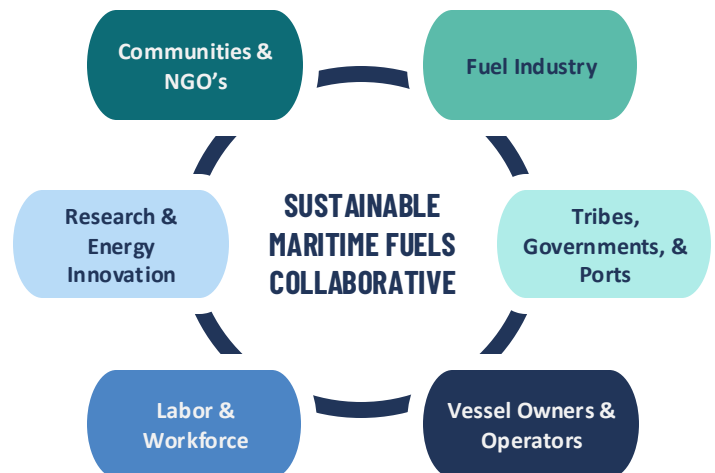 Communities &
NGO’s
Fuel Industry
Research &
Energy
Innovation
SUSTAINABLE
MARITIME FUELS
COLLABORATIVE
Tribes,
Governments, &
Ports
Labor &
Workforce
Vessel Owners &
Operators